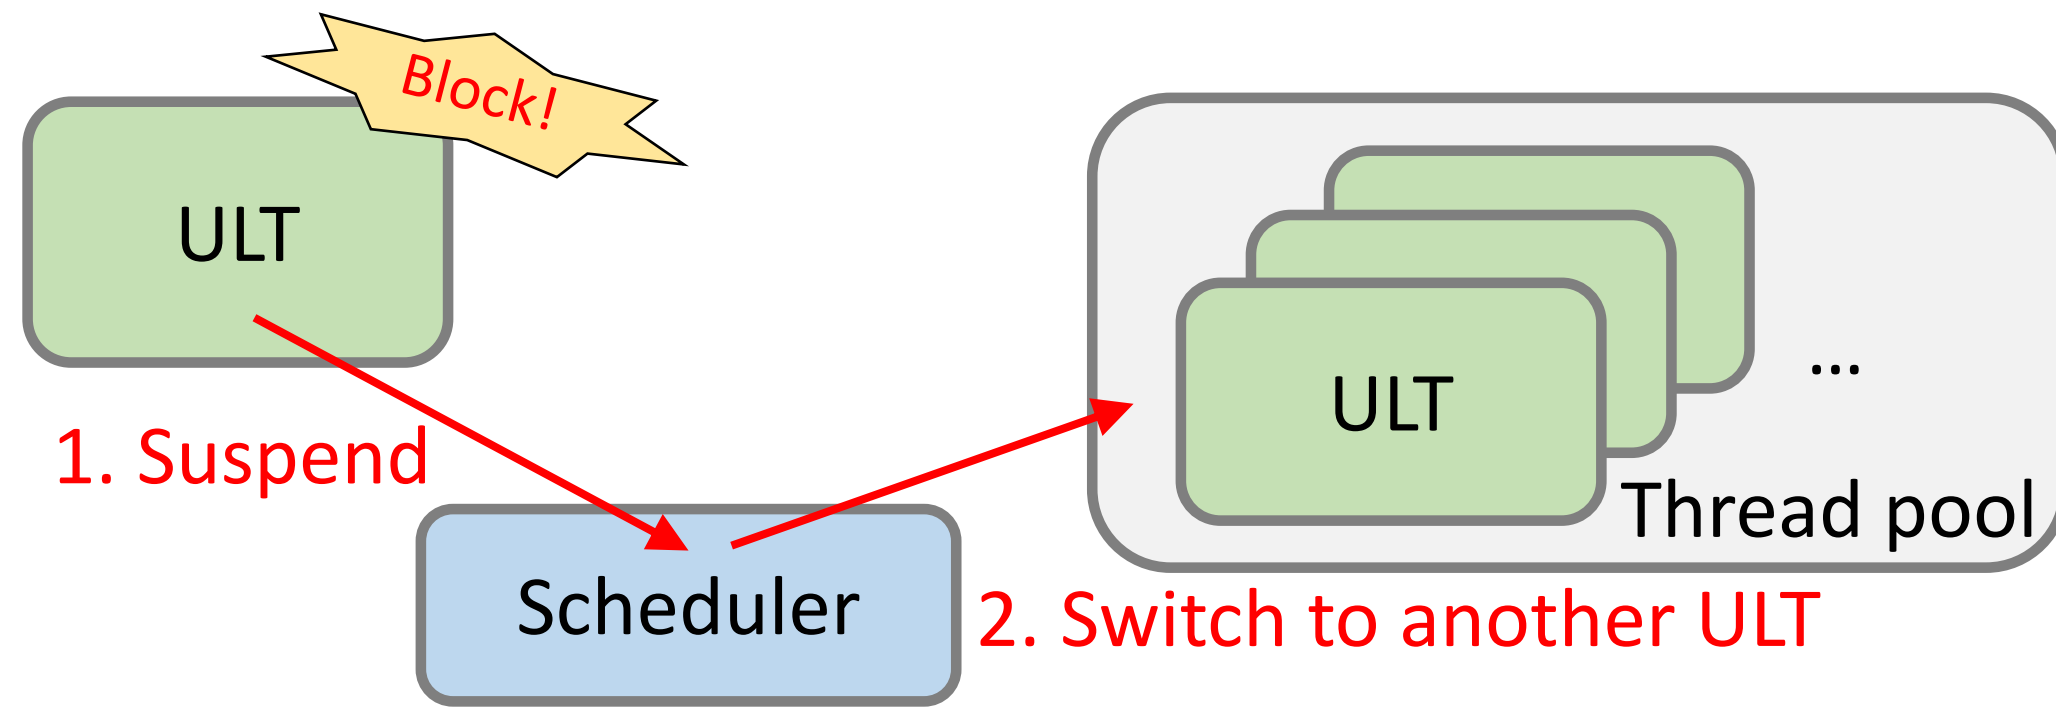 Block!
ULT
1. Suspend
Scheduler
ULT
...
Thread pool
2. Switch to another ULT